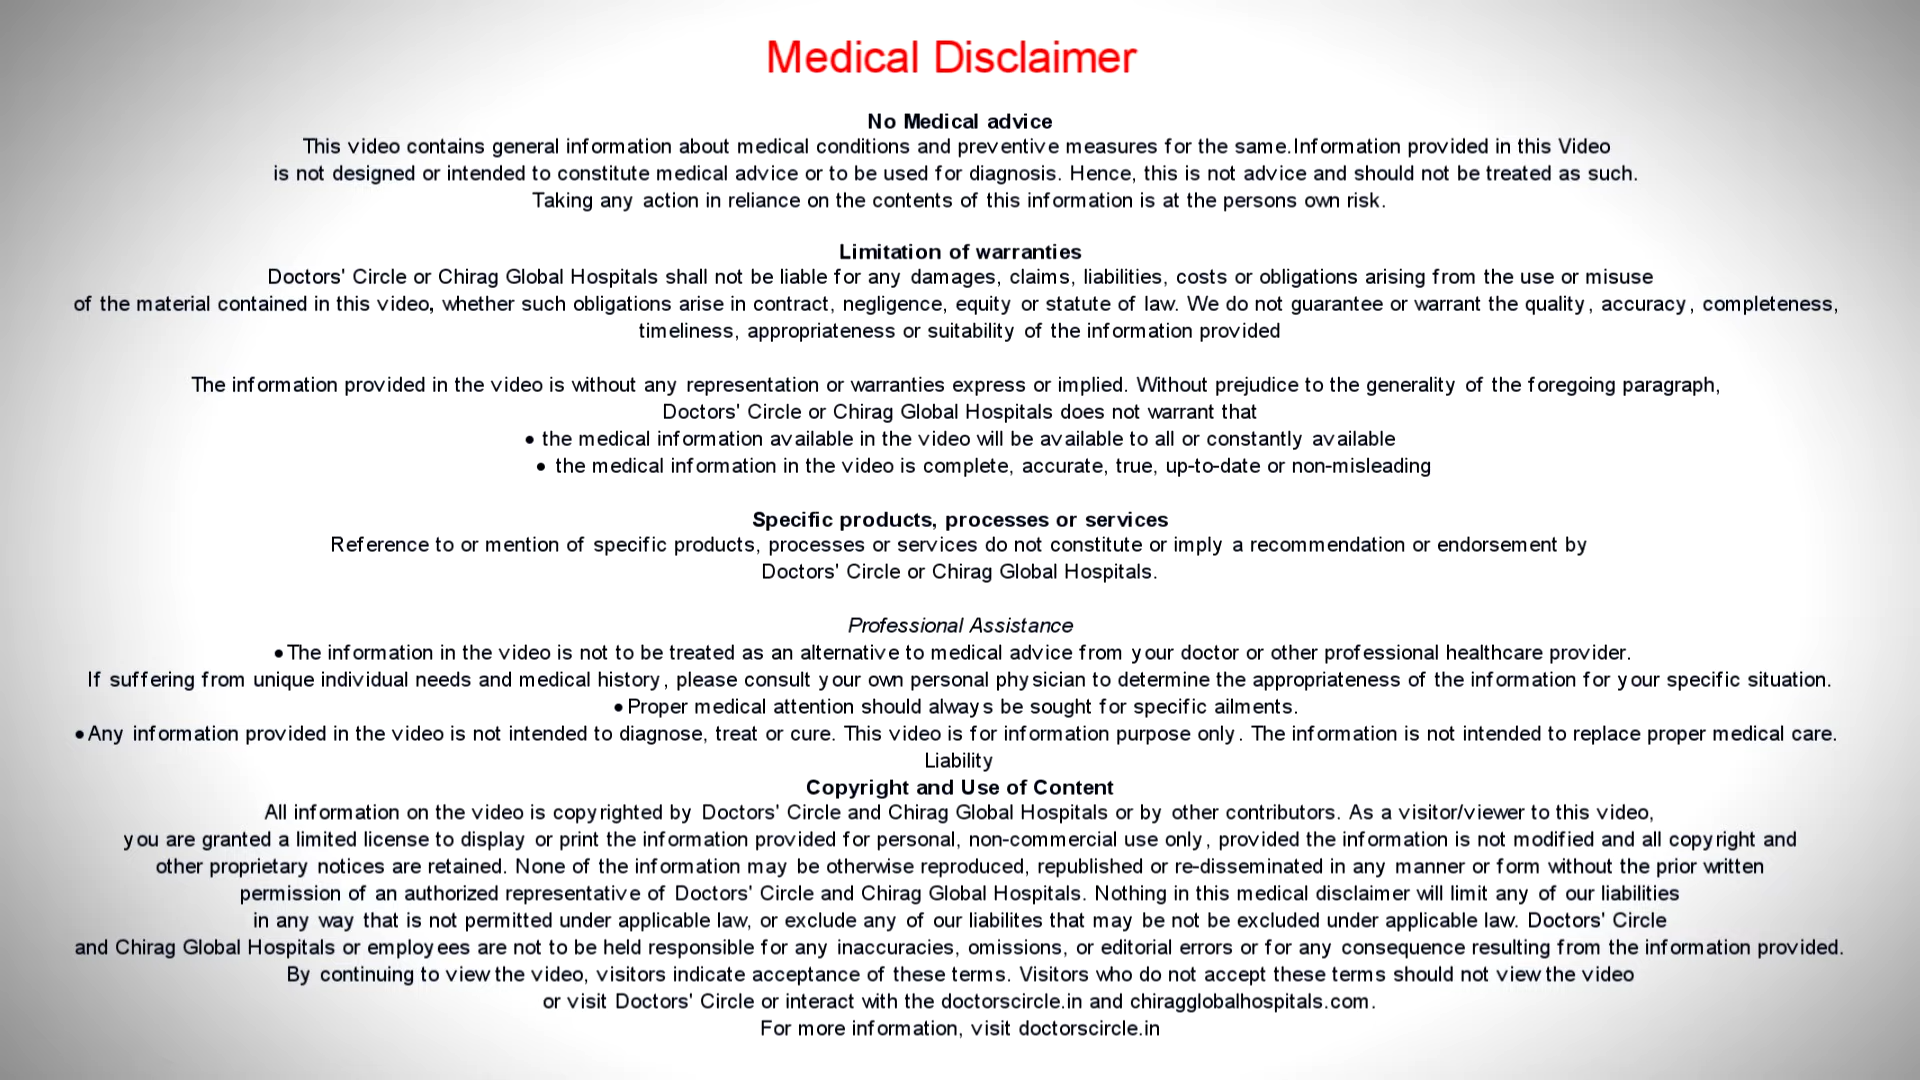 Medical Disclaimer
No Medical advice
This video contains general information about medical conditions and preventive measures for the same.Information provided in this Video
is not designed or intended to constitute medical advice or to be used for diagnosis. Hence, this is not advice and should not be treated as such.
Taking any action in reliance on the contents of this information is at the persons own risk.
Limitation of warranties
Doctors' Circle or Chirag Global Hospitals shall not be liable for any damages, claims, liabilities, costs or obligations arising from the use or misuse
of the material contained in this video, whether such obligations arise in contract, negligence, equity or statute of law. We do not guarantee or warrant the quality, accuracy, completeness,
timeliness, appropriateness or suitability of the information provided
The information provided in the video is without any representation or warranties express or implied. Without prejudice to the generality of the foregoing paragraph,
Doctors' Circle or Chirag Global Hospitals does not warrant that
• the medical information available in the video will be available to all or constantly available
• the medical information in the video is complete, accurate, true, up-to-date or non-misleading
Specific products, processes or services
Reference to or mention of specific products, processes or services do not constitute or imply a recommendation or endorsement by
Doctors' Circle or Chirag Global Hospitals.
Professional Assistance
•The information in the video is not to be treated as an alternative to medical advice from your doctor or other professional healthcare provider.
If suffering from unique individual needs and medical history, please consult your own personal physician to determine the appropriateness of the information for your specific situation.
•Proper medical attention should always be sought for specific ailments.
•Any information provided in the video is not intended to diagnose, treat or cure. This video is for information purpose only. The information is not intended to replace proper medical care.
Liability
Copyright and Use of Content
All information on the video is copyrighted by Doctors' Circle and Chirag Global Hospitals or by other contributors. As a visitor/viewer to this video,
you are granted a limited license to display or print the information provided for personal, non-commercial use only, provided the information is not modified and all copyright and
other proprietary notices are retained. None of the information may be otherwise reproduced, republished or re-disseminated in any manner or form without the prior written
permission of an authorized representative of Doctors' Circle and Chirag Global Hospitals. Nothing in this medical disclaimer will limit any of our liabilities
in any way that is not permitted under applicable law, or exclude any of our liabilites that may be not be excluded under applicable law. Doctors' Circle
and Chirag Global Hospitals or employees are not to be held responsible for any inaccuracies, omissions, or editorial errors or for any consequence resulting from the information provided.
By continuing to view the video, visitors indicate acceptance of these terms. Visitors who do not accept these terms should not view the video
or visit Doctors' Circle or interact with the doctorscircle.in and chiragglobalhospitals.com.
For more information, visit doctorscircle.in